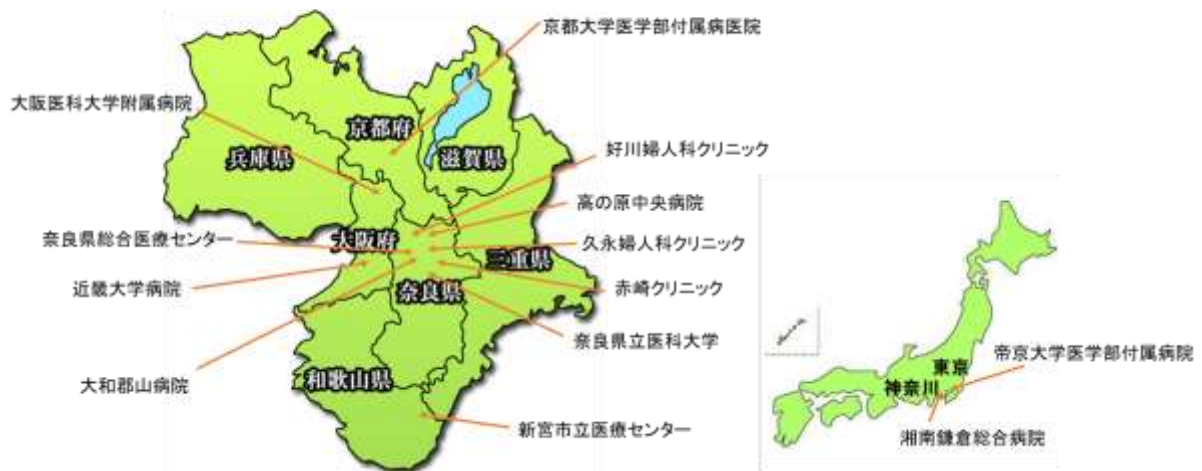 京都大学医学部付属病医院
大阪医科大学附属病院
京都府
兵庫県
滋賀県
好川婦人科クリニック
高の原中央病院
奈良県総合医療センター
大阪府
久永婦人科クリニック
三重県
近畿大学病院
奈良県
赤崎クリニック
奈良県立医科大学
大和郡山病院
和歌山県
新宮市立医療センター
東京
帝京大学医学部付属病院
神奈川
湘南鎌倉総合病院